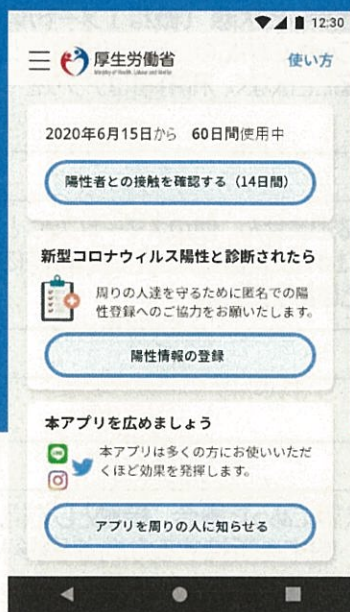 12:30
厚生労働省
Ministry of Health, Labour and Welfare
使い方
2020年6月15日から 60日間使用中
陽性者との接触を確認する(14日間)
新型コロナウィルス陽性と診断されたら
周りの人達を守るために匿名での陽
性登録へのご協力をお願いいたします。
陽性情報の登録
本アプリを広めましょう
LINE
本アプリは多くの方にお使いいただ
くほど効果を発揮します。
アプリを周りの人に知らせる